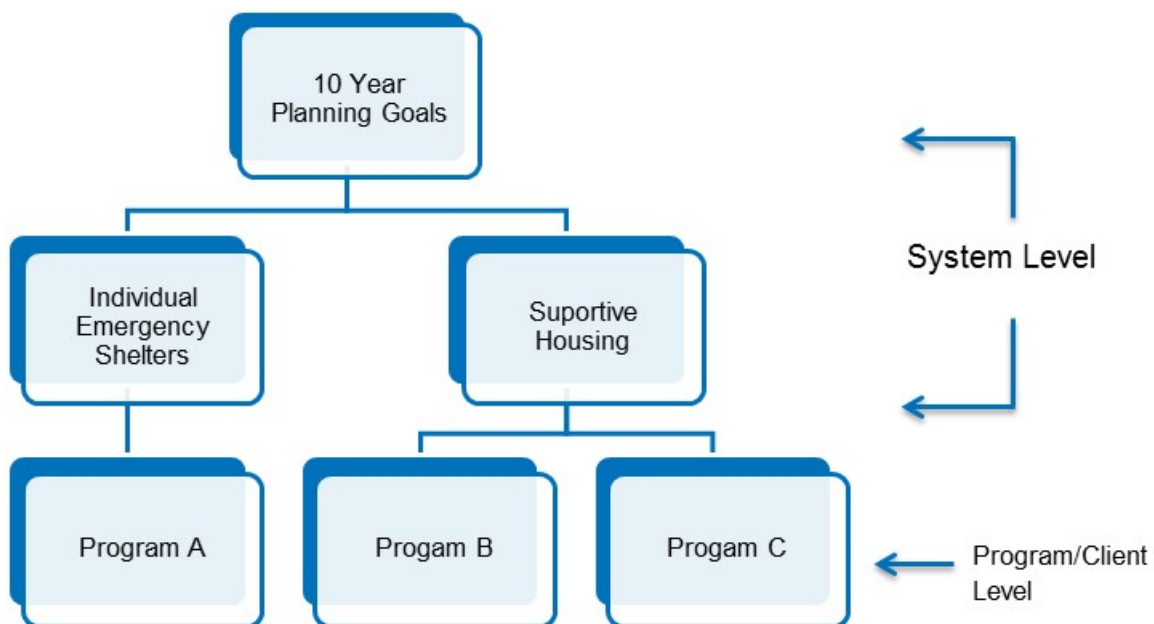 10 Year
Planning Goals
Individual
Emergency
Shelters
Suportive
Housing
System Level
Program A
Progam B
Progam C
Program/Client
Level